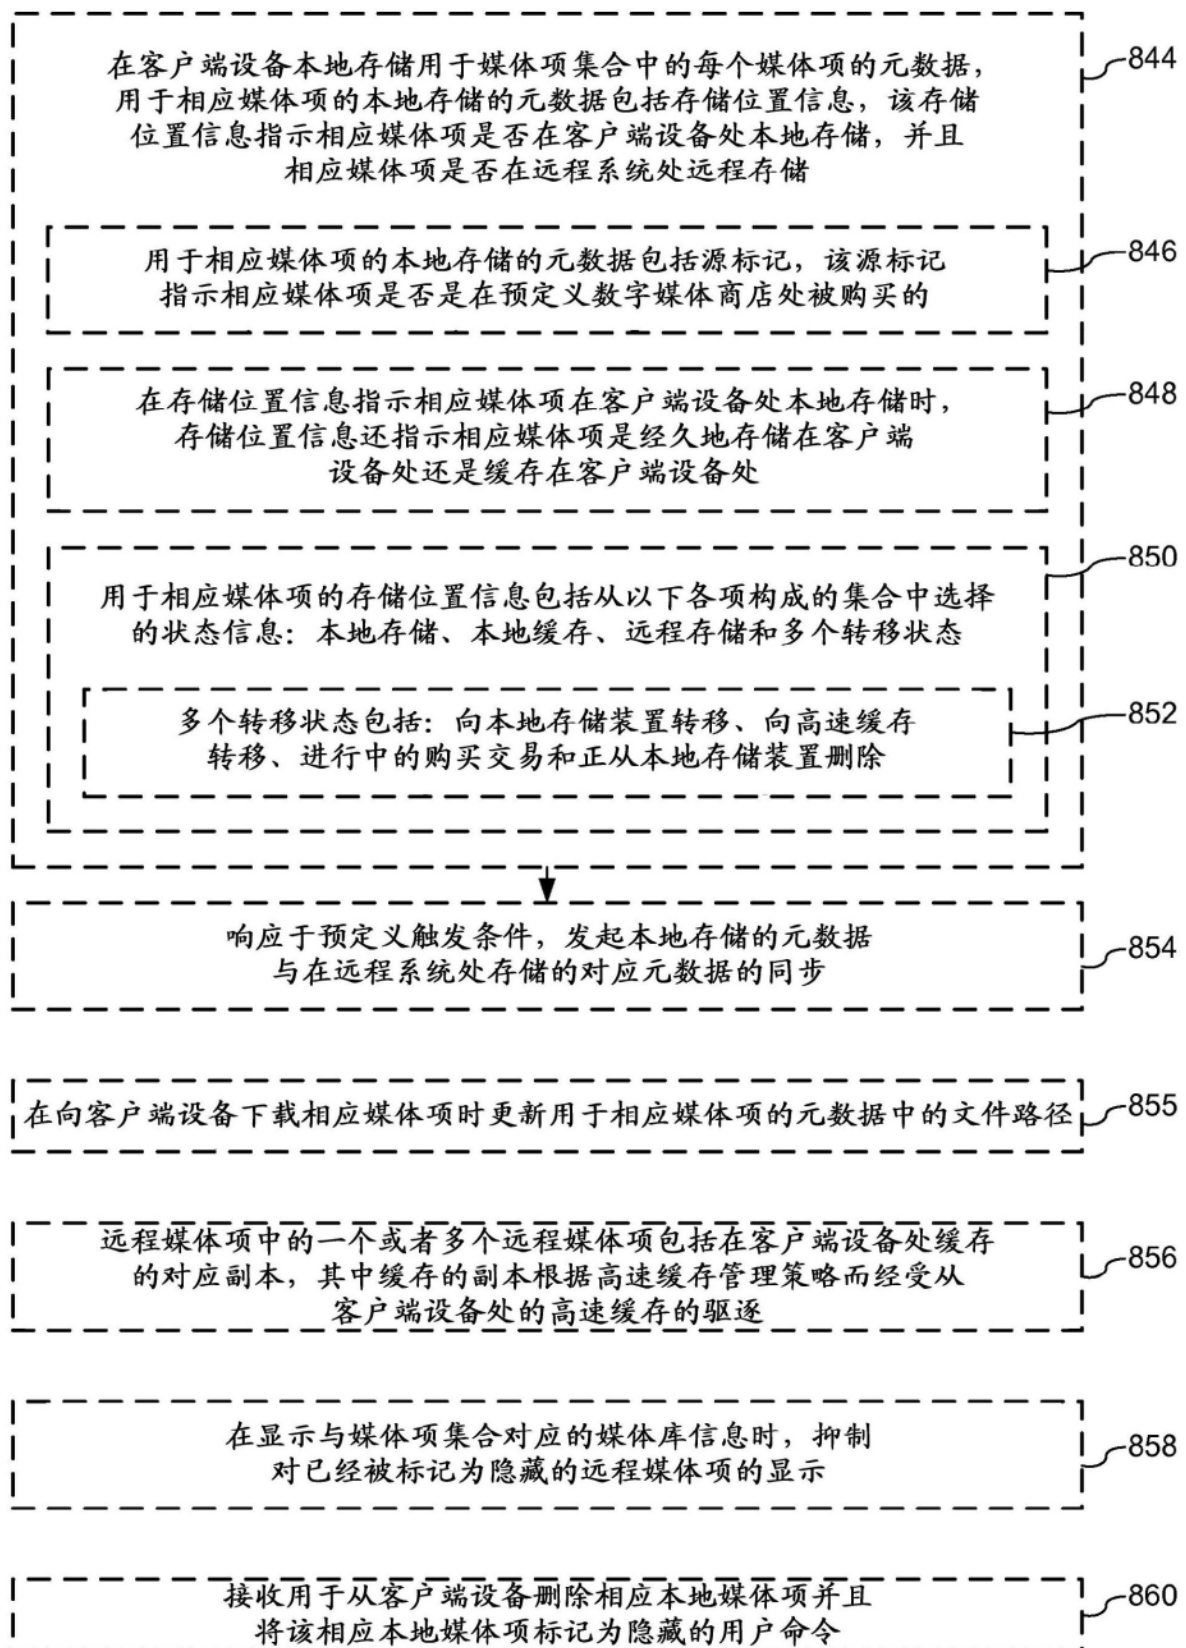 在客户端设备本地存储用于媒体项集合中的每个媒体项的元数据，
用于相应媒体项的本地存储的元数据包括存储位置信息，该存储
位置信息指示相应媒体项是否在客户端设备处本地存储，并且
相应媒体项是否在远程系统处远程存储
844
用于相应媒体项的本地存储的元数据包括源标记，该源标记
指示相应媒体项是否是在预定义数字媒体商店处被购买的
846
在存储位置信息指示相应媒体项在客户端设备处本地存储时，
存储位置信息还指示相应媒体项是经久地存储在客户端
设备处还是缓存在客户端设备处
848
用于相应媒体项的存储位置信息包括从以下各项构成的集合中选择
的状态信息：本地存储、本地缓存、远程存储和多个转移状态
850
多个转移状态包括：向本地存储装置转移、向高速缓存
转移、进行中的购买交易和正从本地存储装置删除
852
响应于预定义触发条件，发起本地存储的元数据
与在远程系统处存储的对应元数据的同步
854
在向客户端设备下载相应媒体项时更新用于相应媒体项的元数据中的文件路径
855
远程媒体项中的一个或者多个远程媒体项包括在客户端设备处缓存
的对应副本，其中缓存的副本根据高速缓存管理策略而经受从
客户端设备处的高速缓存的驱逐
856
在显示与媒体项集合对应的媒体库信息时，抑制
对已经被标记为隐藏的远程媒体项的显示
858
接收用于从客户端设备删除相应本地媒体项并且
将该相应本地媒体项标记为隐藏的用户命令
860